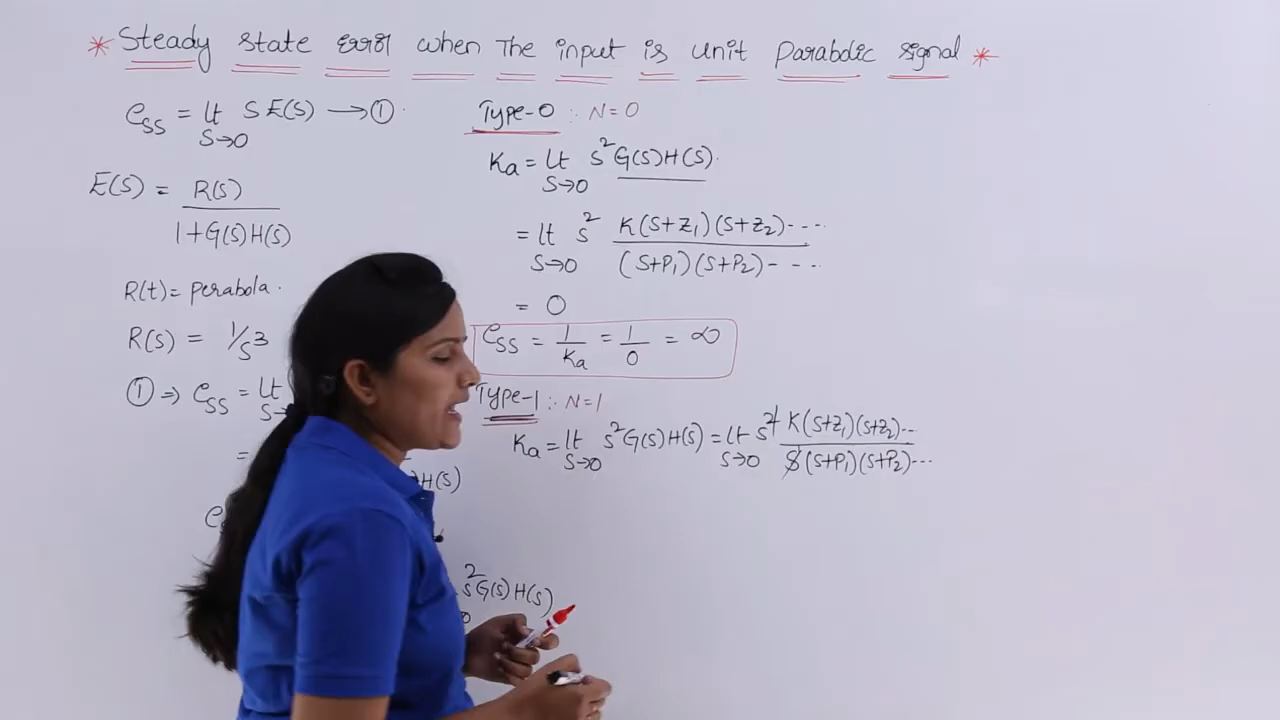 * Steady state error when The input is unit Parabolic signal *
eSS = lt S→0 S E(S) → ①
E(S) = R(S) / 1+G(S)H(S)
R(t) = perabola.
R(S) = 1/S³
① ⇒ eSS = Lt
=
H(S)
e
s²G(S)H(S)
Type-0 : N=0
Ka = lt S→0 s²G(S)H(S).
= lt S→0 s² K(S+Z1)(S+Z2)---- / (S+P1)(S+P2)- - --
= 0
eSS = 1/Ka = 1/0 = ∞
Type-1 :. N=1
Ka = lt S→0 s²G(S)H(S) = lt S→0 s² K(S+Z1)(S+Z2)-- / S(S+P1)(S+P2)---